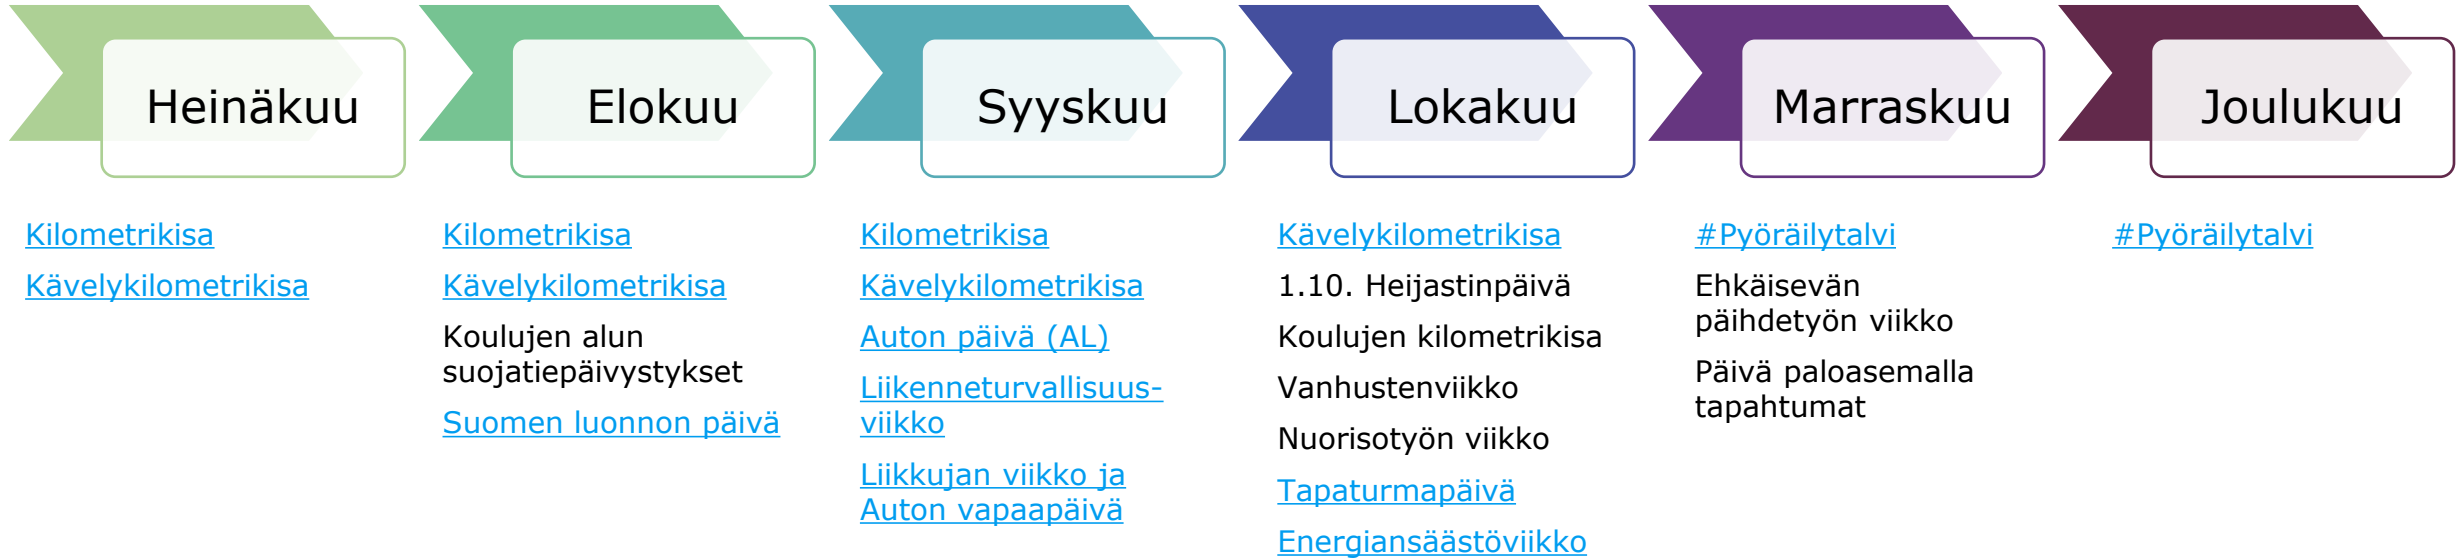 Heinäkuu
Elokuu
Syyskuu
Lokakuu
Marraskuu
Joulukuu
Kilometrikisa
Kävelykilometrikisa
Kilometrikisa
Kävelykilometrikisa
Koulujen alun
suojatiepäivystykset
Suomen luonnon päivä
Kilometrikisa
Kävelykilometrikisa
Auton päivä (AL)
Liikenneturvallisuus-
viikko
Liikkujan viikko ja
Auton vapaapäivä
Kävelykilometrikisa
1.10. Heijastinpäivä
Koulujen kilometrikisa
Vanhustenviikko
Nuorisotyön viikko
Tapaturmapäivä
Energiansäästöviikko
#Pyöräilytalvi
Ehkäisevän
päihdetyön viikko
Päivä paloasemalla
tapahtumat
#Pyöräilytalvi